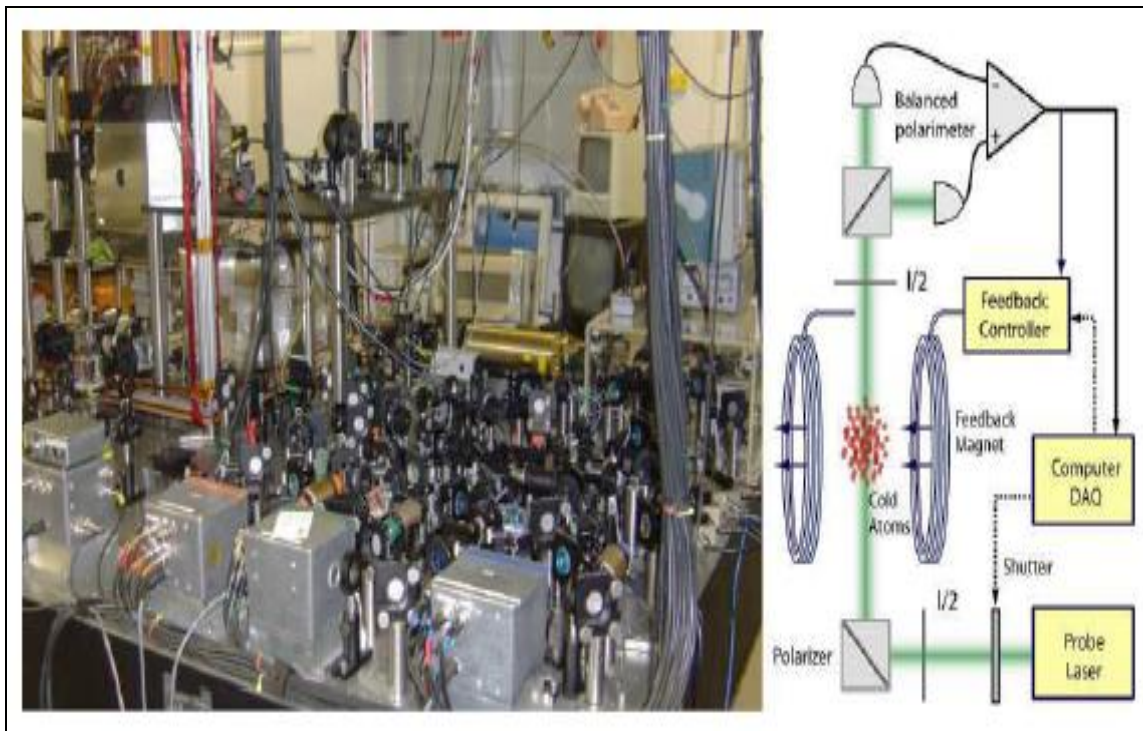 Balanced
polarimeter
-
+
l/2
Feedback
Controller
Feedback
Magnet
Cold
Atoms
Computer
DAQ
Shutter
l/2
Polarizer
Probe
Laser